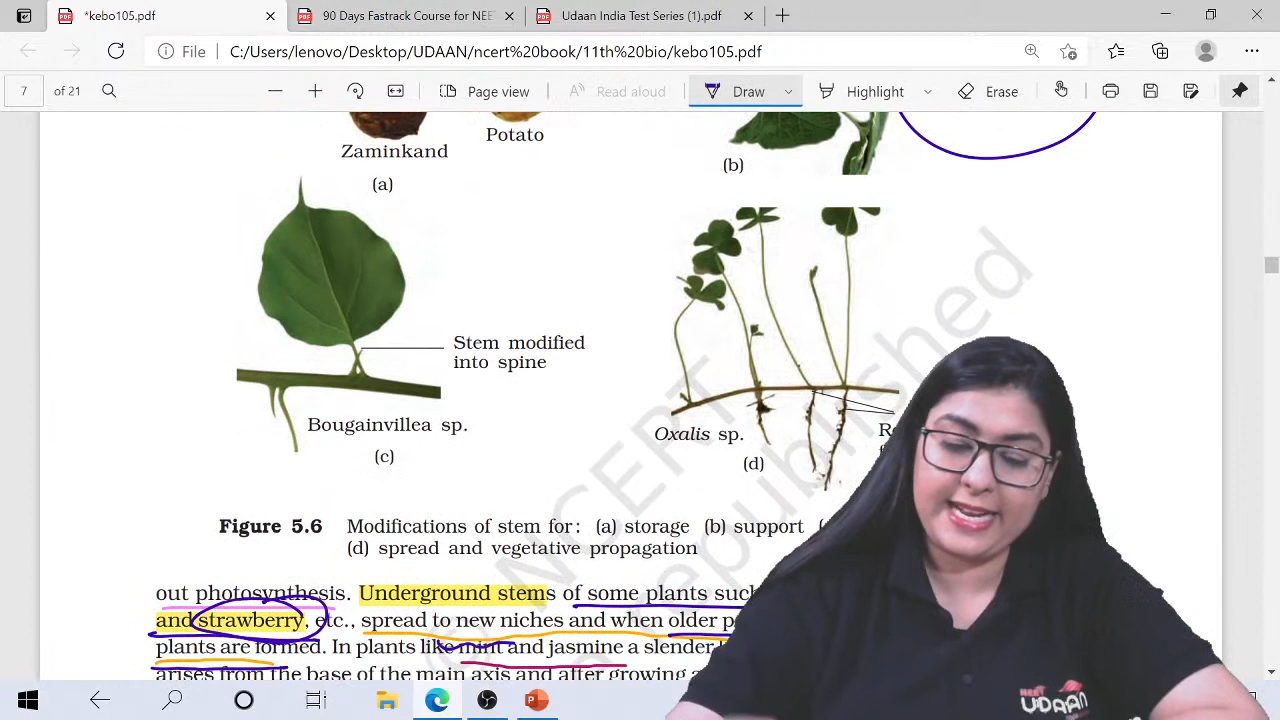 *kebo105.pdf
90 Days Fastrack Course for NEE
Udaan India Test Series (1).pdf
File
C:/Users/lenovo/Desktop/UDAAN/ncert%20book/11th%20bio/kebo105.pdf
7 of 21
Page view
Read aloud
Draw
Highlight
Erase
Zaminkand
Potato
(a)
(b)
Stem modified
into spine
Bougainvillea sp.
(c)
Oxalis sp.
(d)
Figure 5.6 Modifications of stem for: (a) storage (b) support
(d) spread and vegetative propagation
out photosynthesis. Underground stems of some plants such
and strawberry, etc., spread to new niches and when older
plants are formed. In plants like mint and jasmine a slender
arises from the base of the main axis and after growing
© NCERT
republished
NEET
UDAAN